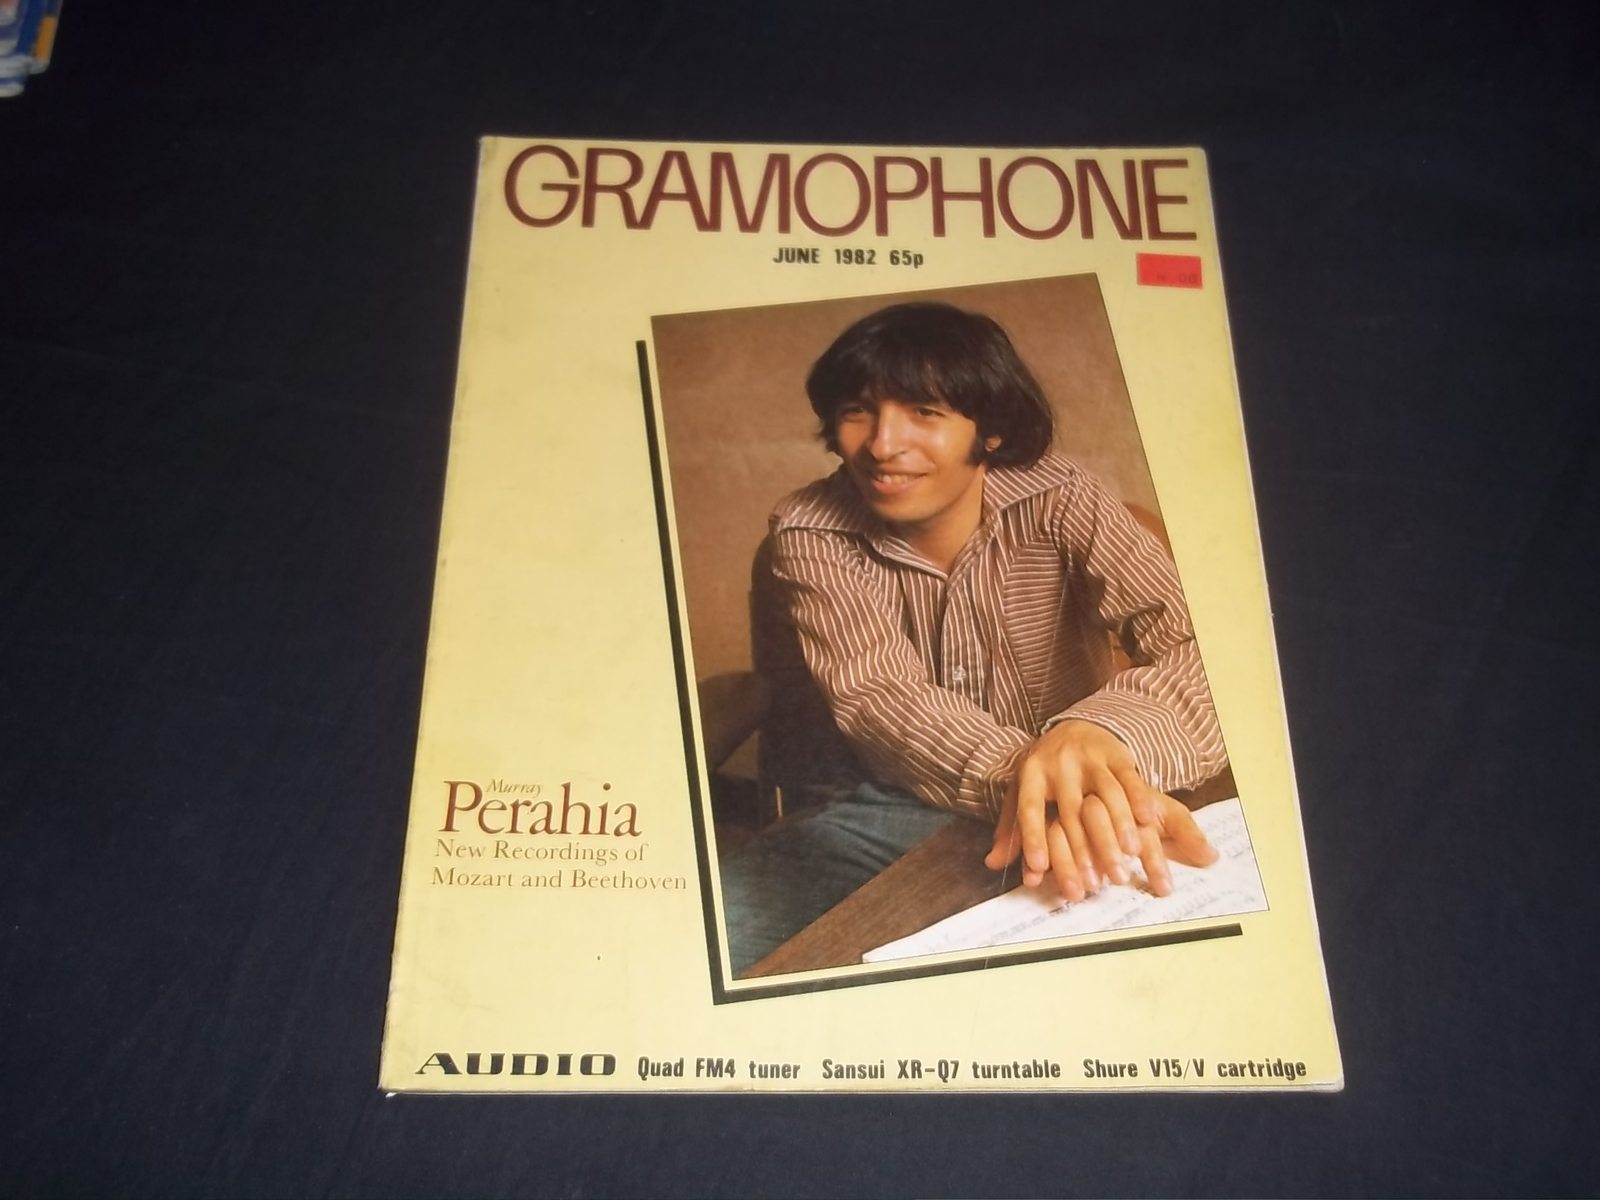 GRAMOPHONE
JUNE 1982 65p
Murray
Perahia
New Recordings of
Mozart and Beethoven
AUDIO Quad FM4 tuner Sansui XR-Q7 turntable Shure V15/V cartridge